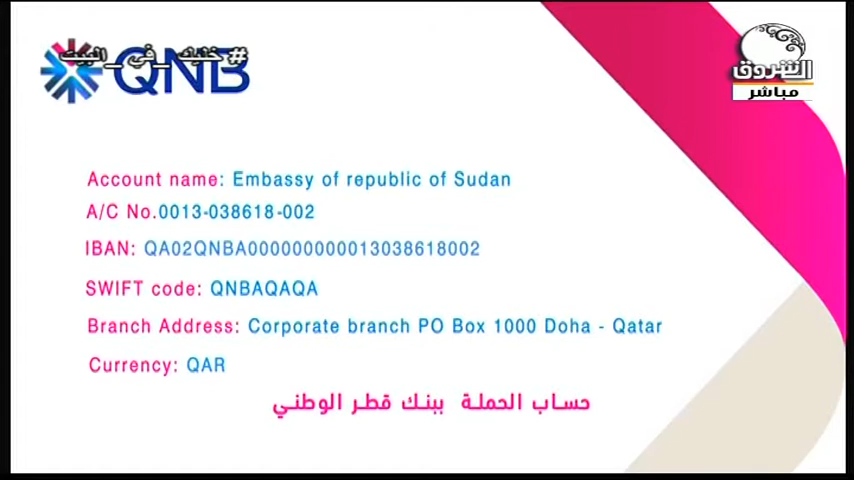 #خليك_في_البيت
QNB
الشروق
مباشر
Account name: Embassy of republic of Sudan
A/C No.0013-038618-002
IBAN: QA02QNBA000000000013038618002
SWIFT code: QNBAQAQA
Branch Address: Corporate branch PO Box 1000 Doha - Qatar
Currency: QAR
حساب الحملة ببنك قطر الوطني